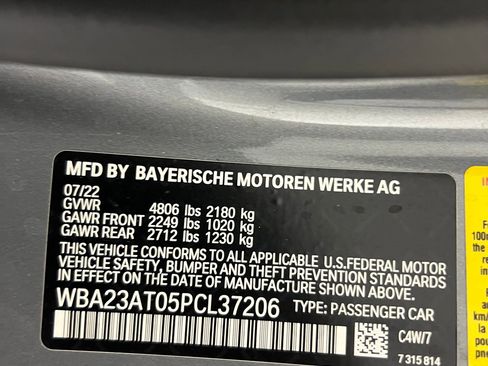 MFD BY BAYERISCHE MOTOREN WERKE AG
07/22
GVWR 4806 lbs 2180 kg
GAWR FRONT 2249 lbs 1020 kg
GAWR REAR 2712 lbs 1230 kg
THIS VEHICLE CONFORMS TO ALL APPLICABLE U.S.FEDERAL MOTOR
VEHICLE SAFETY, BUMPER, AND THEFT PREVENTION STANDARDS
IN EFFECT ON THE DATE OF MANUFACTURE SHOWN ABOVE.
WBA23AT05PCL37206 TYPE: PASSENGER CAR
C4W/7
7 315 814